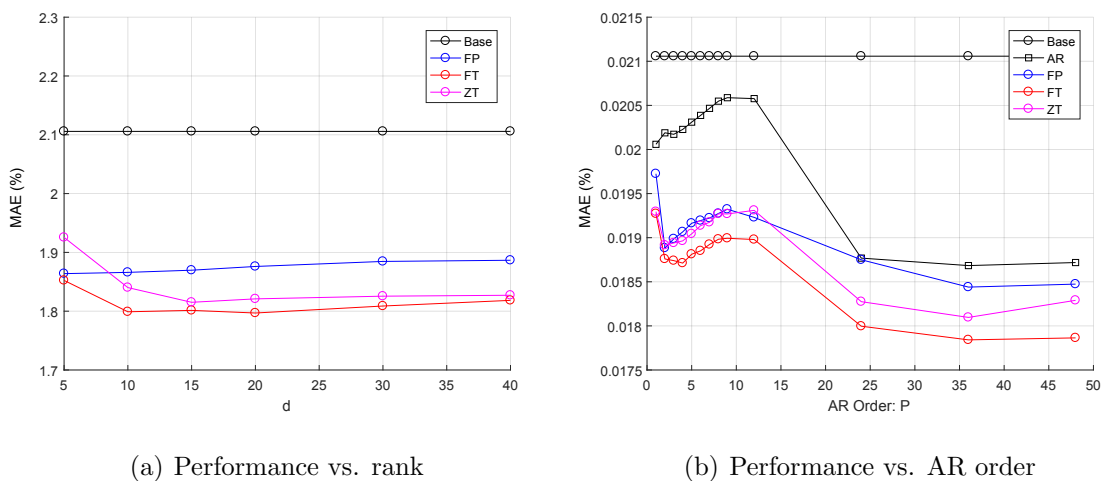 2.3
2.2
2.1
2
1.9
1.8
1.7
MAE (%)
5 10 15 20 25 30 35 40
d
Base
FP
FT
ZT
(a) Performance vs. rank
0.0215
0.021
0.0205
0.02
0.0195
0.019
0.0185
0.018
0.0175
MAE (%)
0 5 10 15 20 25 30 35 40 45 50
AR Order: P
Base
AR
FP
FT
ZT
(b) Performance vs. AR order